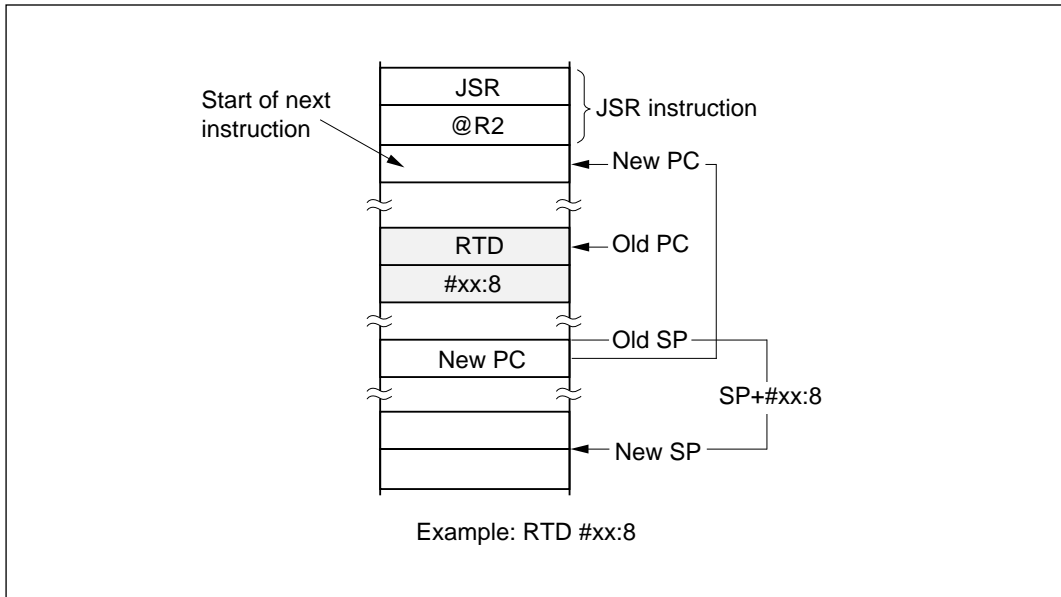 JSR
Start of next
instruction
@R2
JSR instruction
New PC
RTD
Old PC
#xx:8
Old SP
New PC
SP+#xx:8
New SP
Example: RTD #xx:8